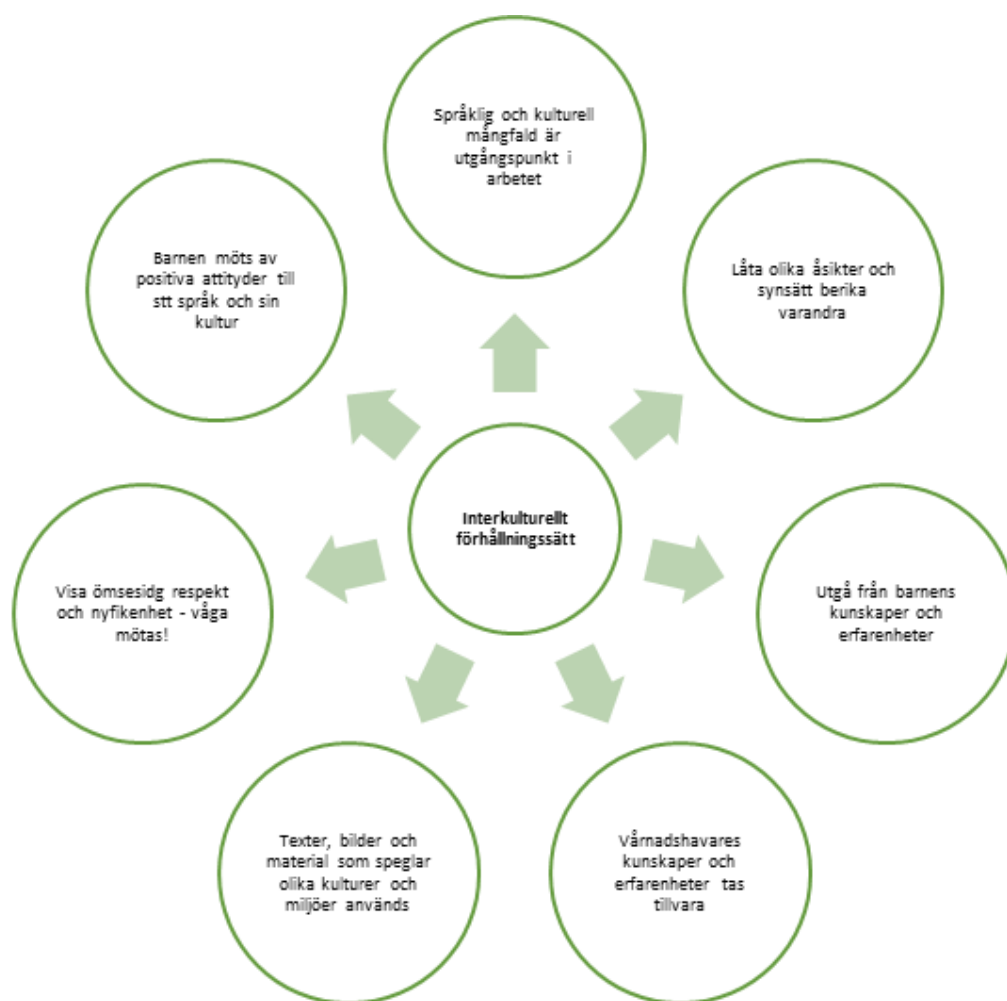 Språklig och kulturell
mångfald är
utgångspunkt i
arbetet
Låta olika åsikter och
synsätt berika
varandra
Utgå från barnens
kunskaper och
erfarenheter
Vårnadshavares
kunskaper och
erfarenheter tas
tillvara
Texter, bilder och
material som speglar
olika kulturer och
miljöer används
Visa ömsesidg respekt
och nyfikenhet - våga
mötas!
Barnen möts av
positiva attityder till
stt språk och sin
kultur
Interkulturellt
förhållningssätt